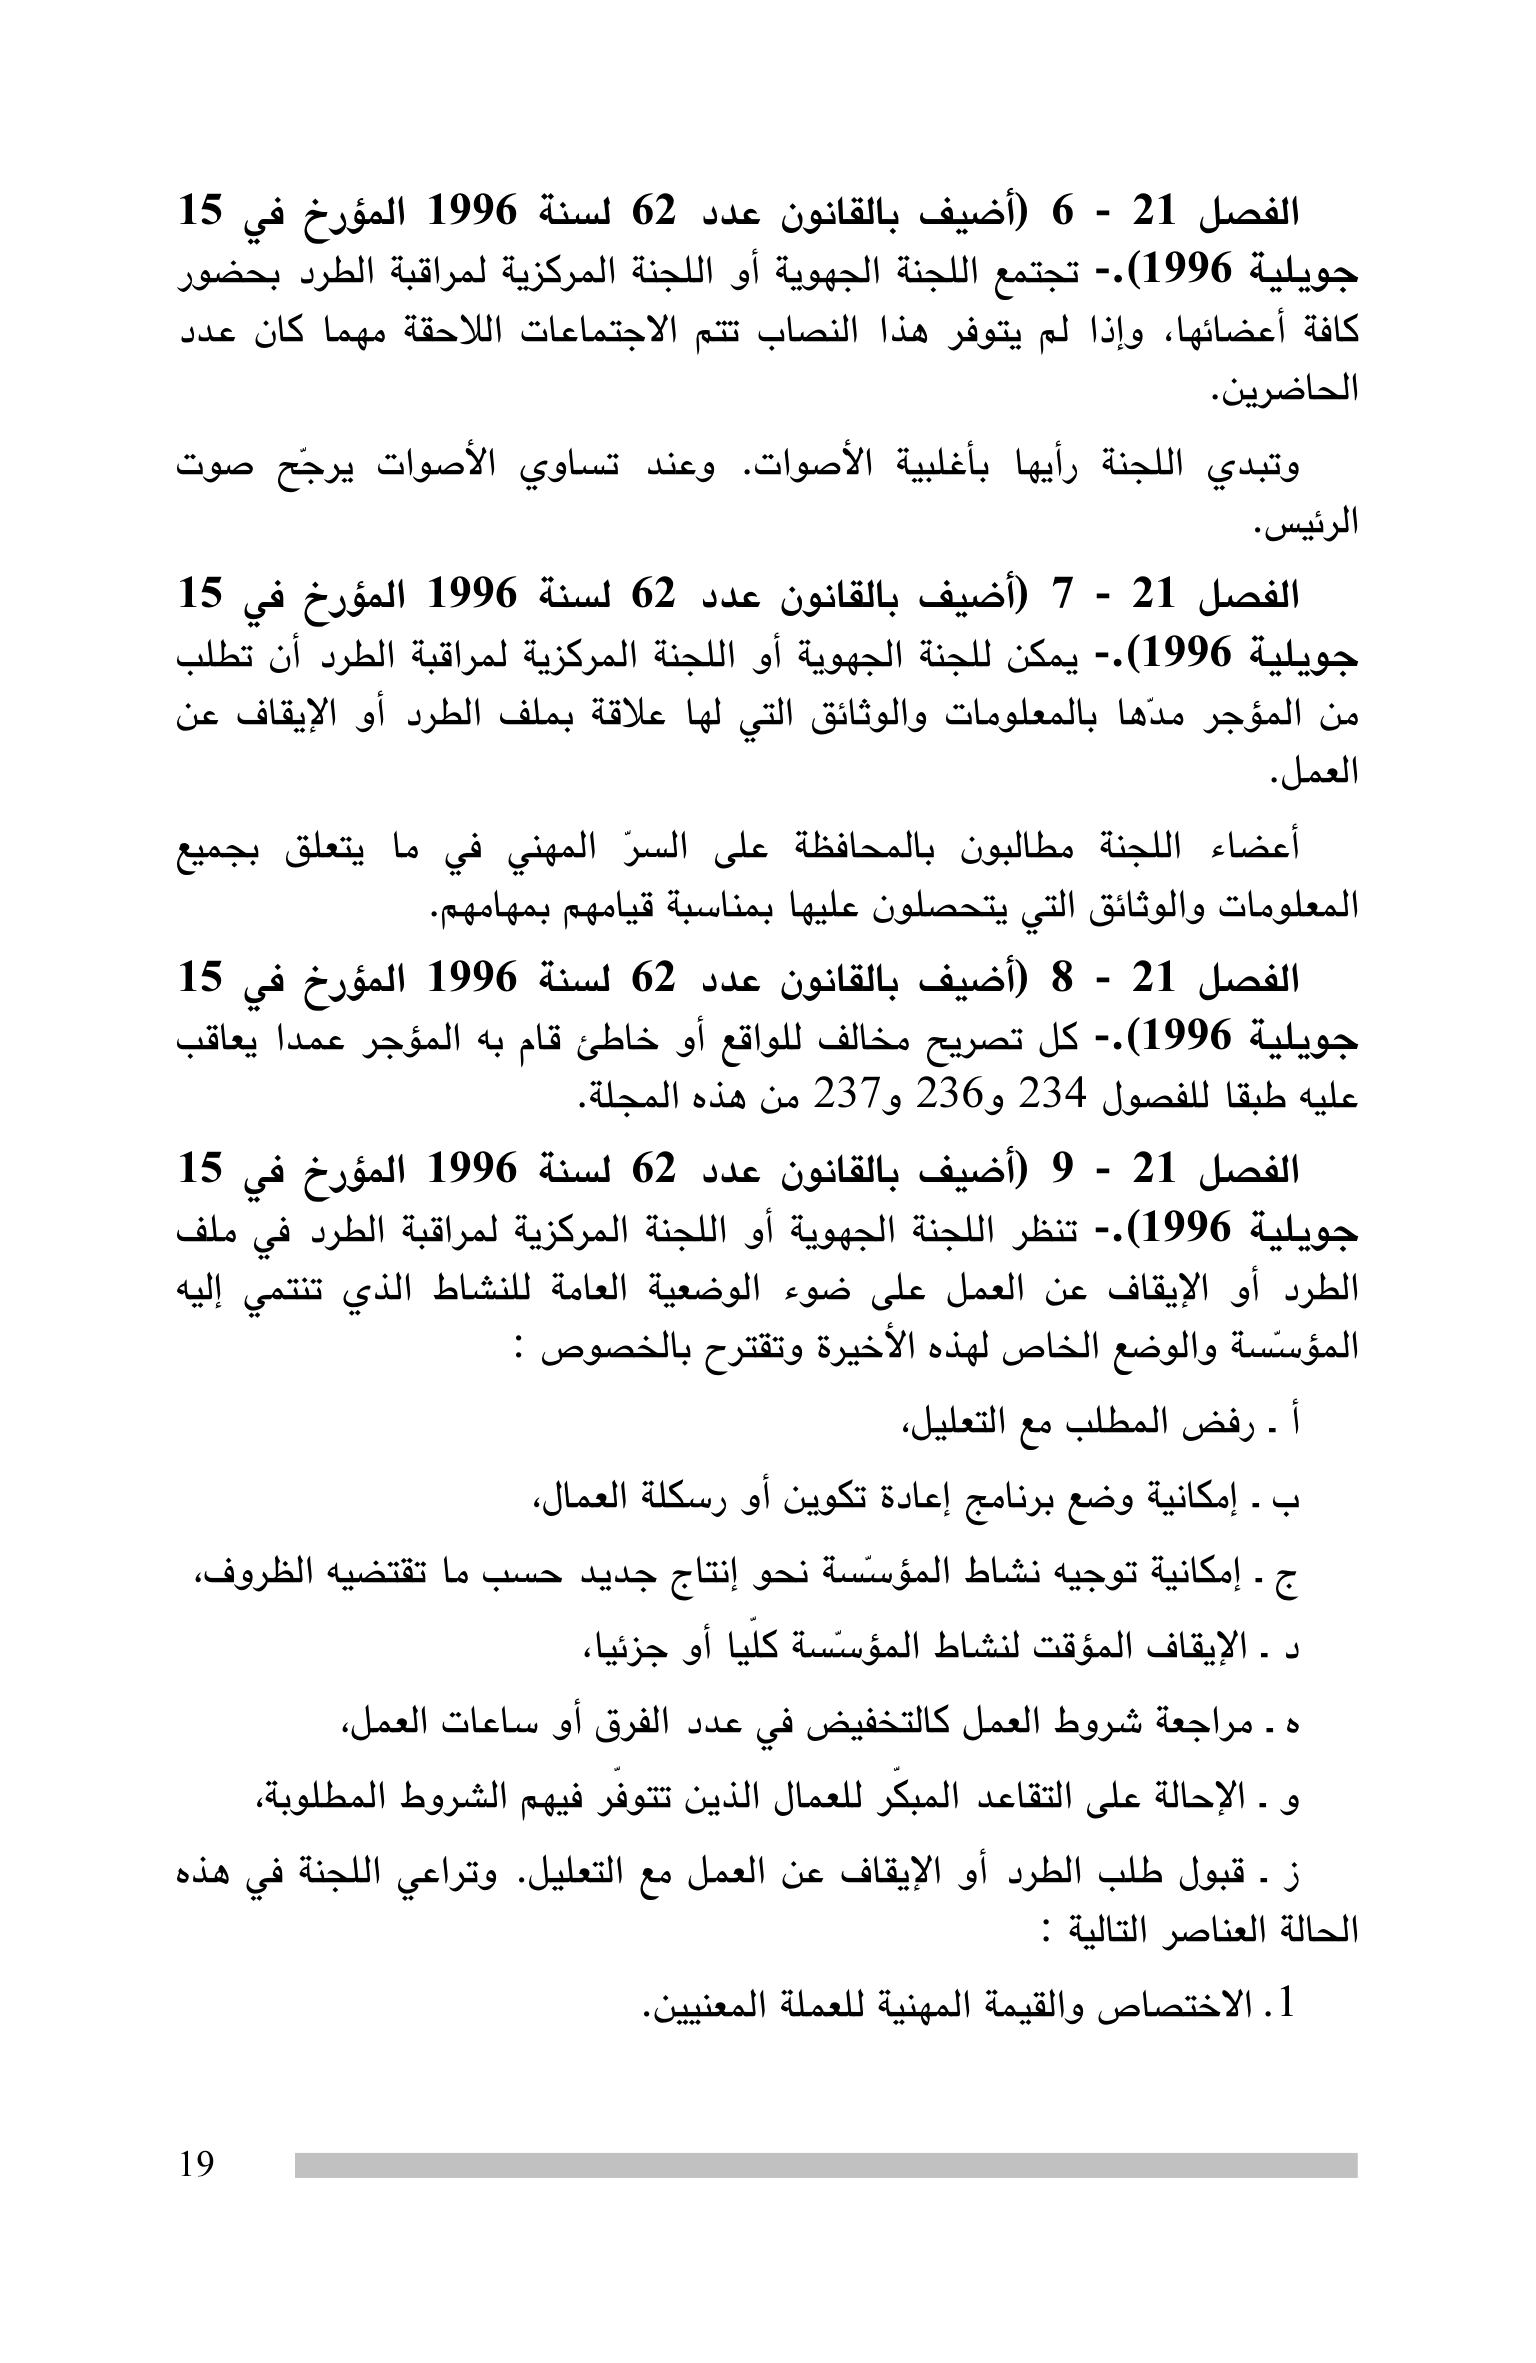 الفصل 21 - 6 (أضيف بالقانون عدد 62 لسنة 1996 المؤرخ في 15
جويلية 1996).- تجتمع اللجنة الجهوية أو اللجنة المركزية لمراقبة الطرد بحضور
كافة أعضائها، وإذا لم يتوفر هذا النصاب تتم الاجتماعات اللاحقة مهما كان عدد
الحاضرين.
وتبدي اللجنة رأيها بأغلبية الأصوات. وعند تساوي الأصوات يرجّح صوت
الرئيس.
الفصل 21 - 7 (أضيف بالقانون عدد 62 لسنة 1996 المؤرخ في 15
جويلية 1996).- يمكن للجنة الجهوية أو اللجنة المركزية لمراقبة الطرد أن تطلب
من المؤجر مدّها بالمعلومات والوثائق التي لها علاقة بملف الطرد أو الإيقاف عن
العمل.
أعضاء اللجنة مطالبون بالمحافظة على السرّ المهني في ما يتعلق بجميع
المعلومات والوثائق التي يتحصلون عليها بمناسبة قيامهم بمهامهم.
الفصل 21 - 8 (أضيف بالقانون عدد 62 لسنة 1996 المؤرخ في 15
جويلية 1996).- كل تصريح مخالف للواقع أو خاطئ قام به المؤجر عمدا يعاقب
عليه طبقا للفصول 234 و236 و237 من هذه المجلة.
الفصل 21 - 9 (أضيف بالقانون عدد 62 لسنة 1996 المؤرخ في 15
جويلية 1996).- تنظر اللجنة الجهوية أو اللجنة المركزية لمراقبة الطرد في ملف
الطرد أو الإيقاف عن العمل على ضوء الوضعية العامة للنشاط الذي تنتمي إليه
المؤسّسة والوضع الخاص لهذه الأخيرة وتقترح بالخصوص :
أ ـ رفض المطلب مع التعليل،
ب ـ إمكانية وضع برنامج إعادة تكوين أو رسكلة العمال،
ج ـ إمكانية توجيه نشاط المؤسّسة نحو إنتاج جديد حسب ما تقتضيه الظروف،
د ـ الإيقاف المؤقت لنشاط المؤسّسة كلّيا أو جزئيا،
ه ـ مراجعة شروط العمل كالتخفيض في عدد الفرق أو ساعات العمل،
و ـ الإحالة على التقاعد المبكّر للعمال الذين تتوفّر فيهم الشروط المطلوبة،
ز ـ قبول طلب الطرد أو الإيقاف عن العمل مع التعليل. وتراعي اللجنة في هذه
الحالة العناصر التالية :
1. الاختصاص والقيمة المهنية للعملة المعنيين.
19